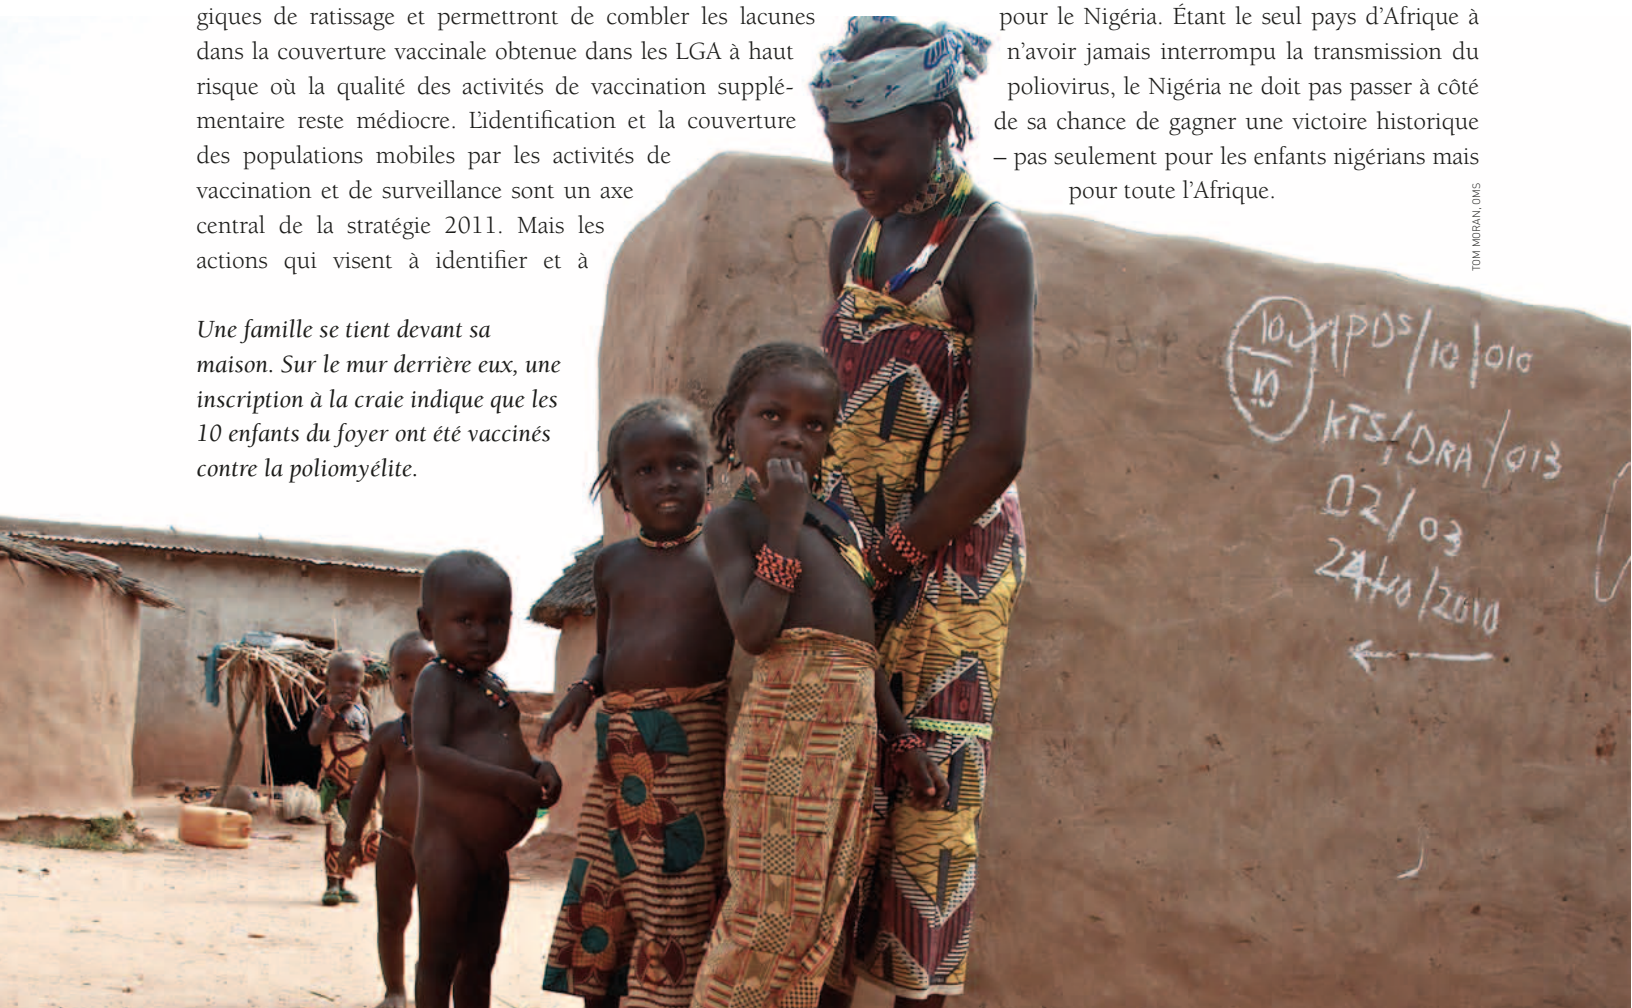 giques de ratissage et permettront de combler les lacunes
dans la couverture vaccinale obtenue dans les LGA à haut
risque où la qualité des activités de vaccination supplé-
mentaire reste médiocre. L’identification et la couverture
des populations mobiles par les activités de
vaccination et de surveillance sont un axe
central de la stratégie 2011. Mais les
actions qui visent à identifier et à
Une famille se tient devant sa
maison. Sur le mur derrière eux, une
inscription à la craie indique que les
10 enfants du foyer ont été vaccinés
contre la poliomyélite.
pour le Nigéria. Étant le seul pays d’Afrique à
n’avoir jamais interrompu la transmission du
poliovirus, le Nigéria ne doit pas passer à côté
de sa chance de gagner une victoire historique
– pas seulement pour les enfants nigérians mais
pour toute l’Afrique.
TOM MORAN, OMS
10
10
IPDs/10/010
KTS/DRA/013
02/03
24/10/2010